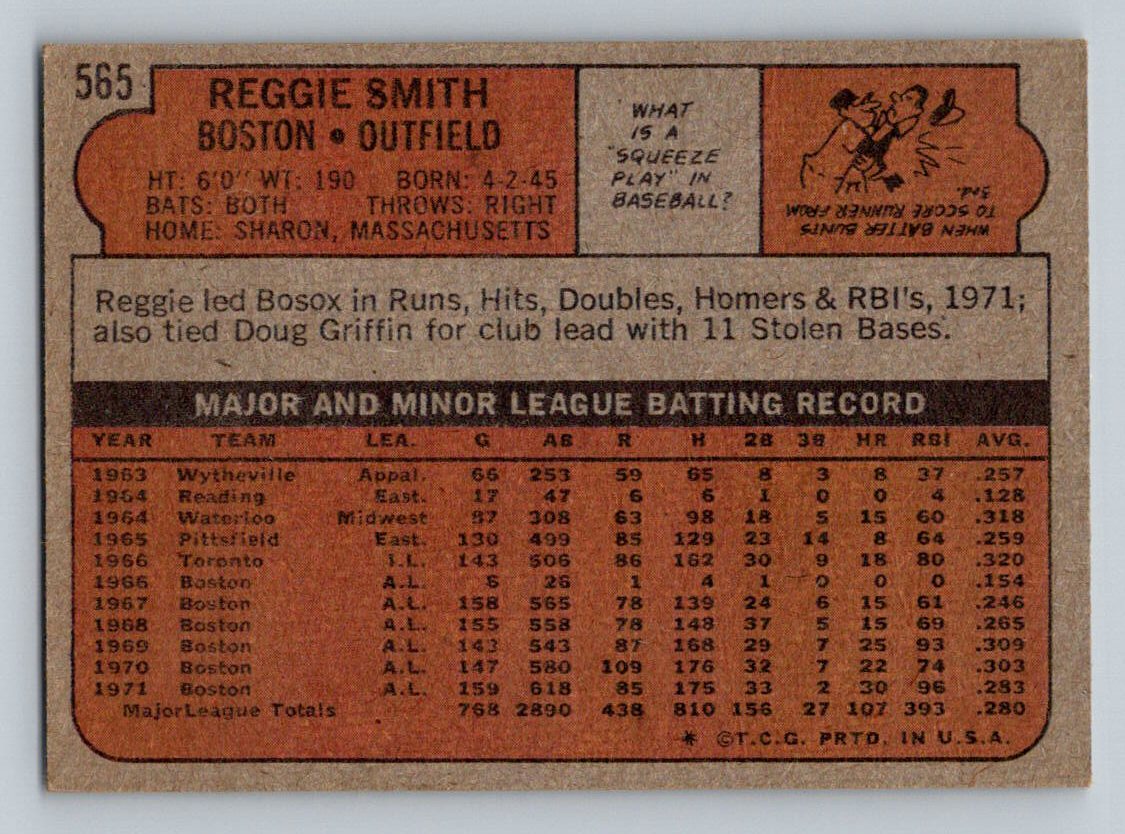 565
REGGIE SMITH
BOSTON • OUTFIELD
HT: 6'0" WT: 190 BORN: 4-2-45
BATS: BOTH THROWS: RIGHT
HOME: SHARON, MASSACHUSETTS
WHAT
IS A
"SQUEEZE
PLAY" IN
BASEBALL?
WHEN BATTER BUNTS
TO SCORE RUNNER FROM
3rd.
Reggie led Bosox in Runs, Hits, Doubles, Homers & RBI's, 1971;
also tied Doug Griffin for club lead with 11 Stolen Bases.
MAJOR AND MINOR LEAGUE BATTING RECORD
YEAR TEAM LEA. G AB R H 2B 3B HR RBI AVG.
1963 Wytheville Appal. 66 253 59 65 8 3 8 37 .257
1964 Reading East. 17 47 6 6 1 0 0 4 .128
1964 Waterloo Midwest 87 308 63 98 18 5 15 60 .318
1965 Pittsfield East. 130 499 85 129 23 14 8 64 .259
1966 Toronto I.L. 143 506 86 162 30 9 18 80 .320
1966 Boston A.L. 6 26 1 4 1 0 0 0 .154
1967 Boston A.L. 158 565 78 139 24 6 15 61 .246
1968 Boston A.L. 155 558 78 148 37 5 15 69 .265
1969 Boston A.L. 143 543 87 168 29 7 25 93 .309
1970 Boston A.L. 147 580 109 176 32 7 22 74 .303
1971 Boston A.L. 159 618 85 175 33 2 30 96 .283
Major League Totals 768 2890 438 810 156 27 107 393 .280
* ©T.C.G. PRTD. IN U.S.A.